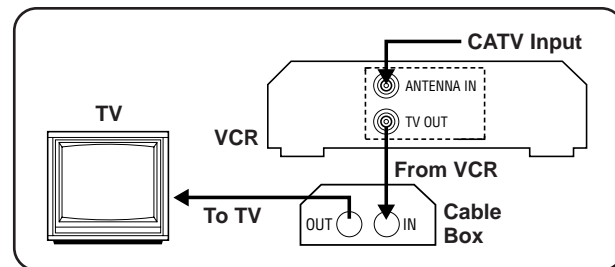 CATV Input
ANTENNA IN
TV
TV OUT
VCR
From VCR
To TV
OUT
IN
Cable
Box